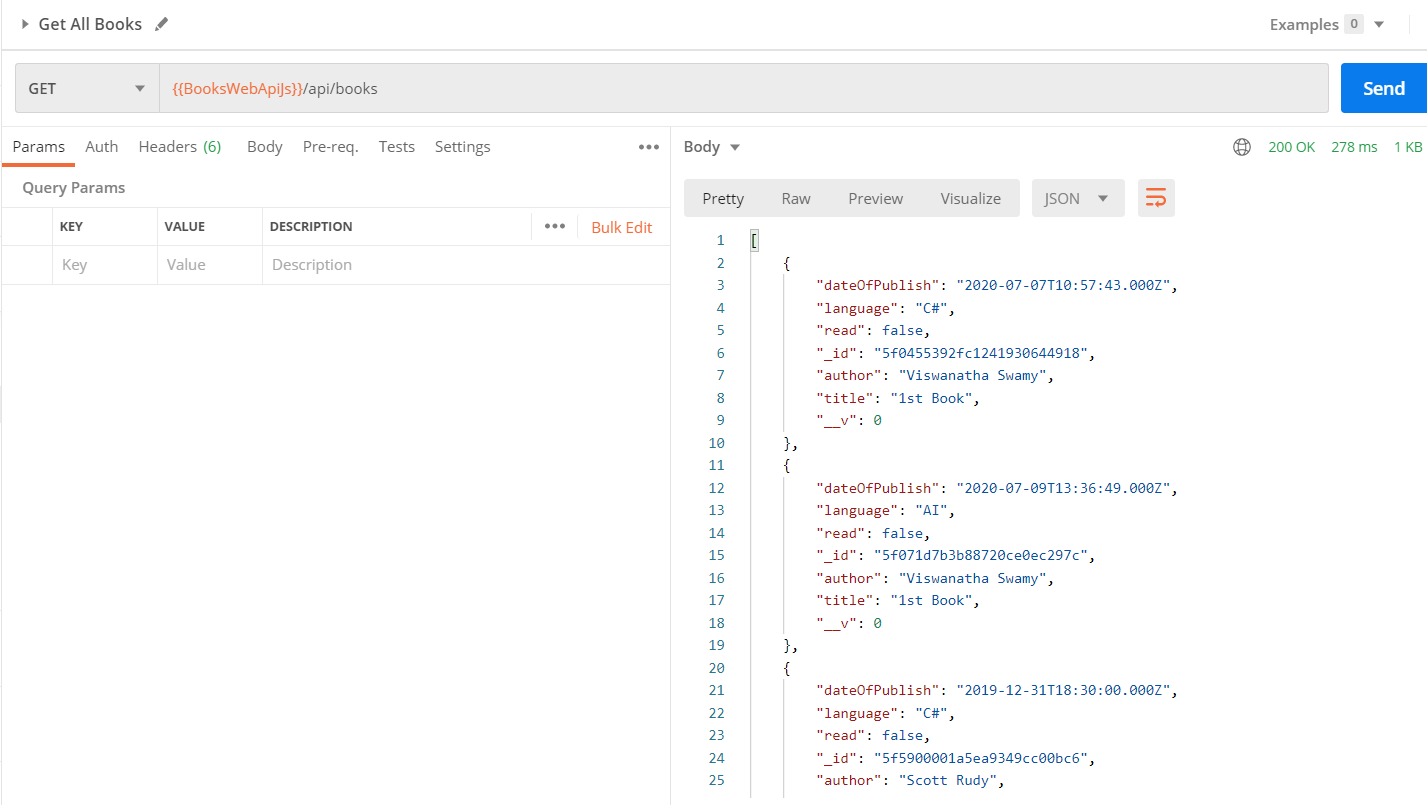 Get All Books
Examples 0
GET {{BooksWebApiJs}}/api/books Send
Params Auth Headers (6) Body Pre-req. Tests Settings •••
Query Params
KEY VALUE DESCRIPTION ••• Bulk Edit
Key Value Description
Body 200 OK 278 ms 1 KB
Pretty Raw Preview Visualize JSON
1 [
2 {
3 "dateOfPublish": "2020-07-07T10:57:43.000Z",
4 "language": "C#",
5 "read": false,
6 "_id": "5f0455392fc1241930644918",
7 "author": "Viswanatha Swamy",
8 "title": "1st Book",
9 "__v": 0
10 },
11 {
12 "dateOfPublish": "2020-07-09T13:36:49.000Z",
13 "language": "AI",
14 "read": false,
15 "_id": "5f071d7b3b88720ce0ec297c",
16 "author": "Viswanatha Swamy",
17 "title": "1st Book",
18 "__v": 0
19 },
20 {
21 "dateOfPublish": "2019-12-31T18:30:00.000Z",
22 "language": "C#",
23 "read": false,
24 "_id": "5f5900001a5ea9349cc00bc6",
25 "author": "Scott Rudy",